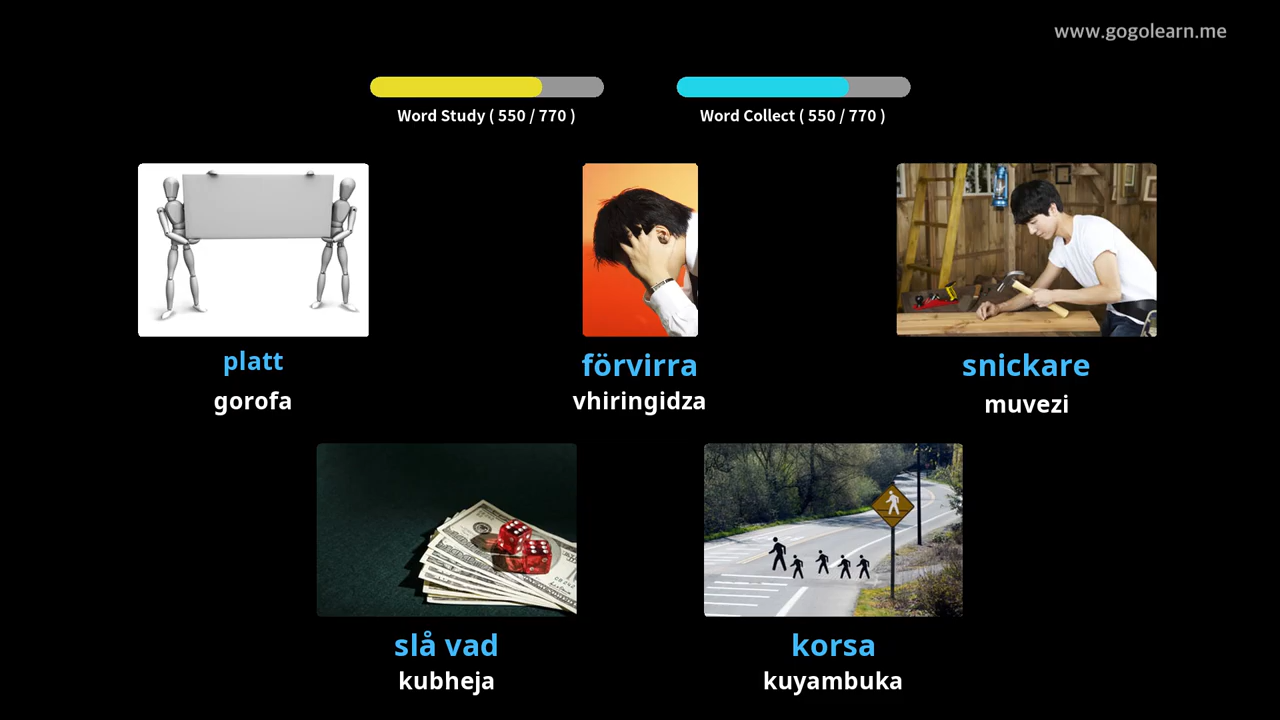 www.gogolearn.me
Word Study ( 550 / 770 )
Word Collect ( 550 / 770 )
platt
gorofa
förvirra
vhiringidza
snickare
muvezi
slå vad
kubheja
korsa
kuyambuka